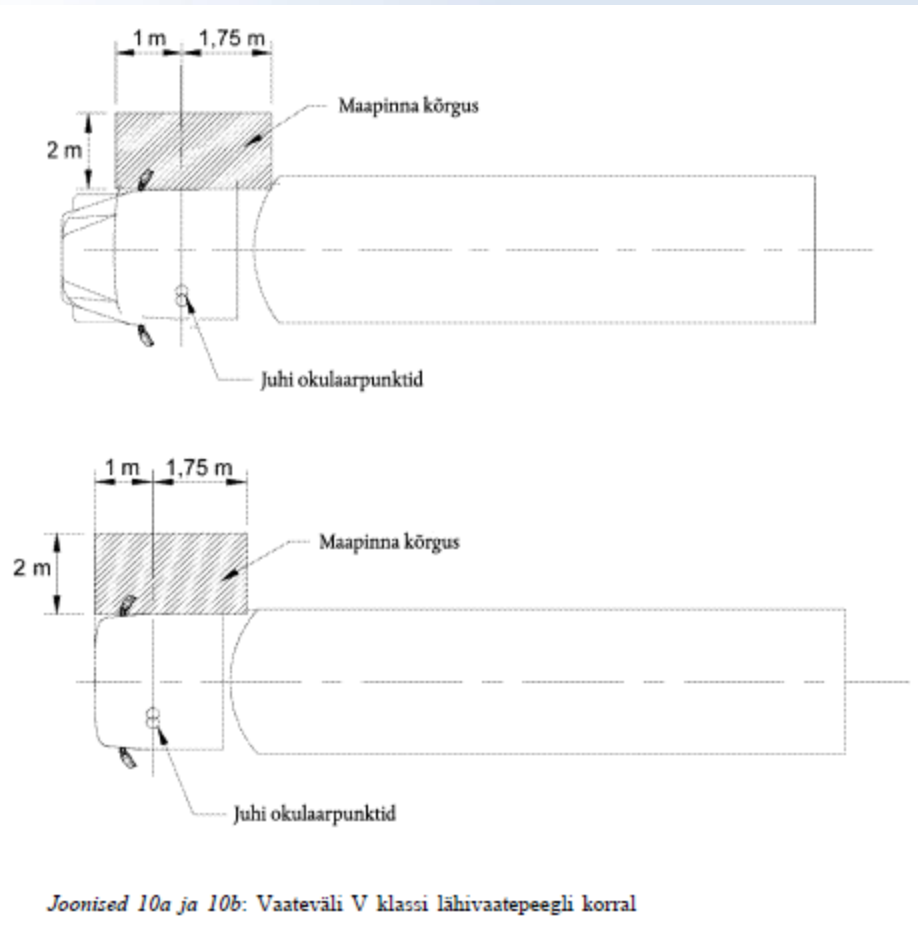 1 m 1,75 m
Maapinna kõrgus
2 m
Juhi okulaarpunktid
1 m 1,75 m
Maapinna kõrgus
2 m
Juhi okulaarpunktid
Joonised 10a ja 10b: Vaateväli V klassi lähivaatepeegli korral